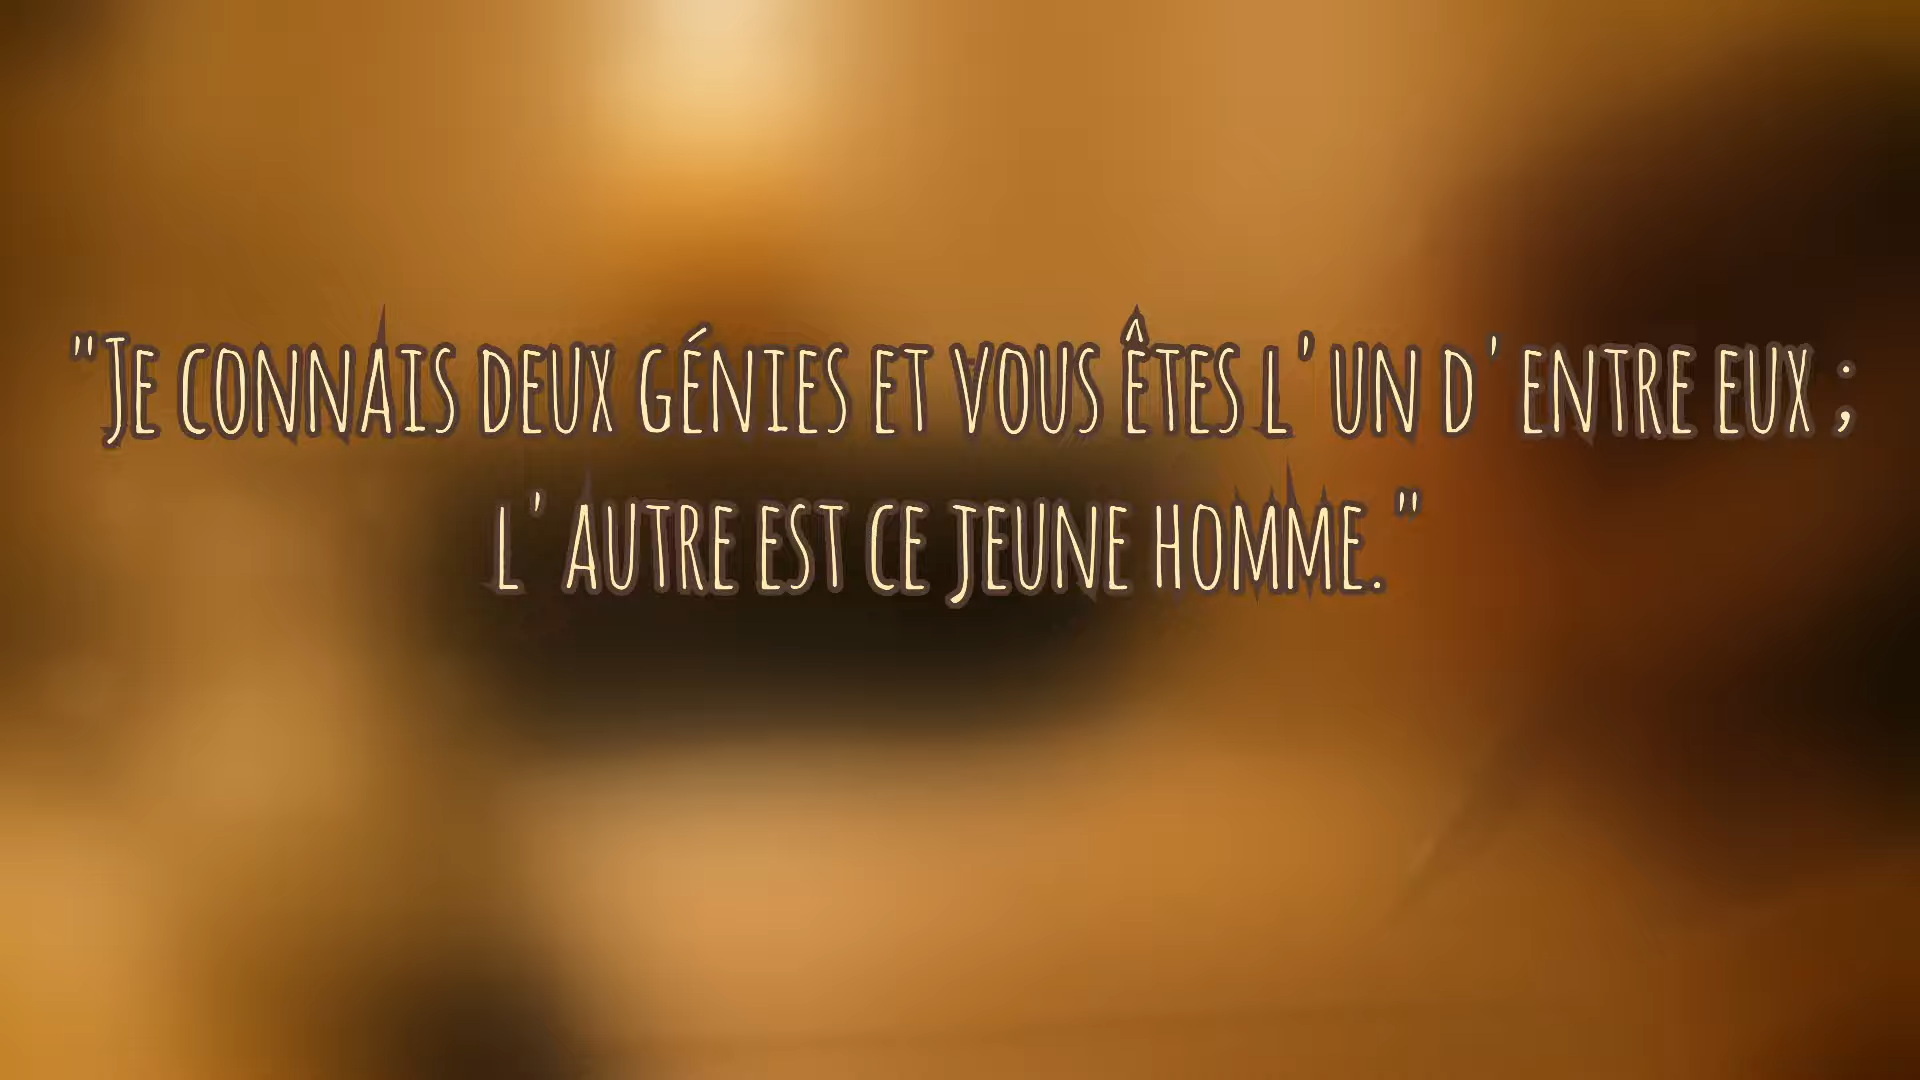 "Je connais deux génies et vous êtes l'un d'entre eux ;
l'autre est ce jeune homme."